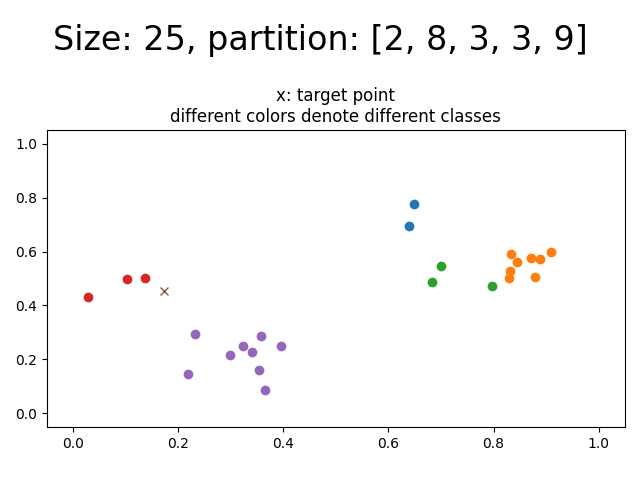 Size: 25, partition: [2, 8, 3, 3, 9]
x: target point
different colors denote different classes
1.0
0.8
0.6
0.4
0.2
0.0
0.0 0.2 0.4 0.6 0.8 1.0